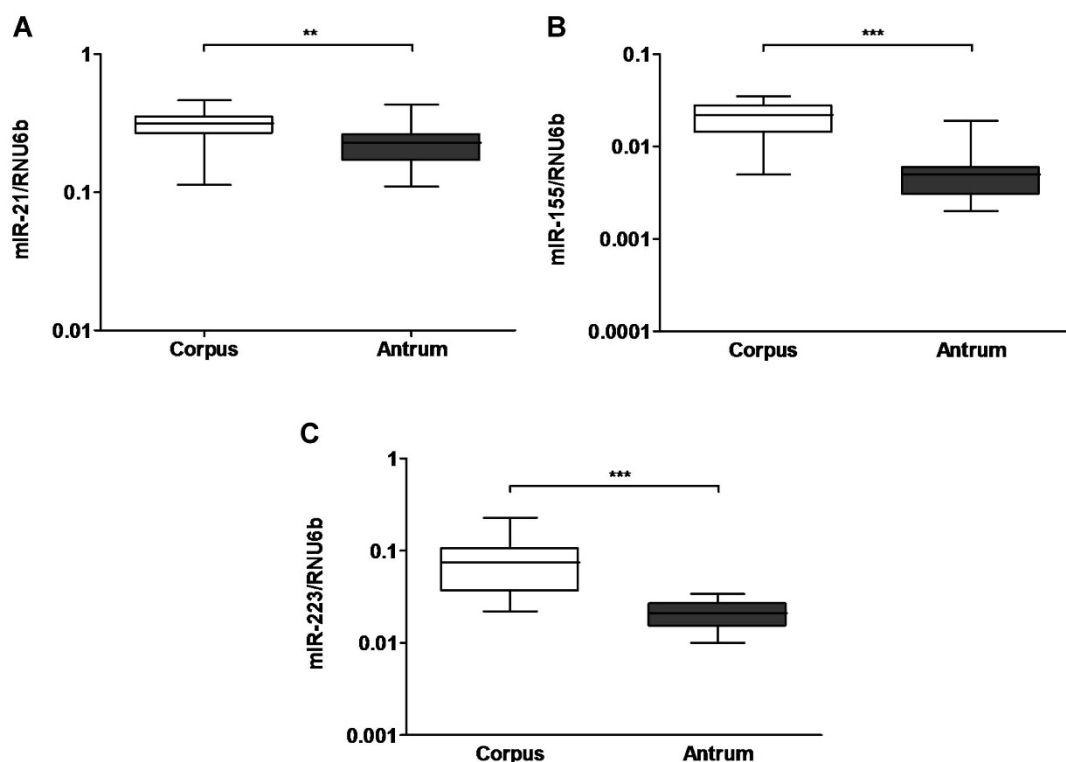 A
**
1
0.1
0.01
mIR-21/RNU6b
Corpus Antrum
B
***
0.1
0.01
0.001
0.0001
mIR-155/RNU6b
Corpus Antrum
C
***
1
0.1
0.01
0.001
mIR-223/RNU6b
Corpus Antrum